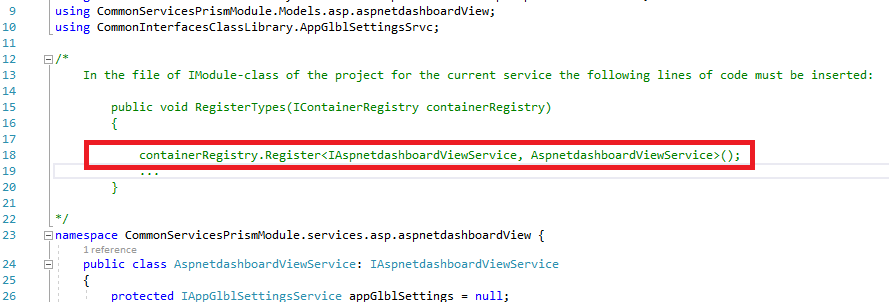 9 using CommonServicesPrismModule.Models.asp.aspnetdashboardView;
10 using CommonInterfacesClassLibrary.AppGlblSettingsSrvc;
11
12 /*
13 In the file of IModule-class of the project for the current service the following lines of code must be inserted:
14
15 public void RegisterTypes(IContainerRegistry containerRegistry)
16 {
17
18 containerRegistry.Register<IAspnetdashboardViewService, AspnetdashboardViewService>();
19 ...
20 }
21
22 */
23 namespace CommonServicesPrismModule.services.asp.aspnetdashboardView {
1 reference
24 public class AspnetdashboardViewService: IAspnetdashboardViewService
25 {
26 protected IAppGlblSettingsService appGlblSettings = null;